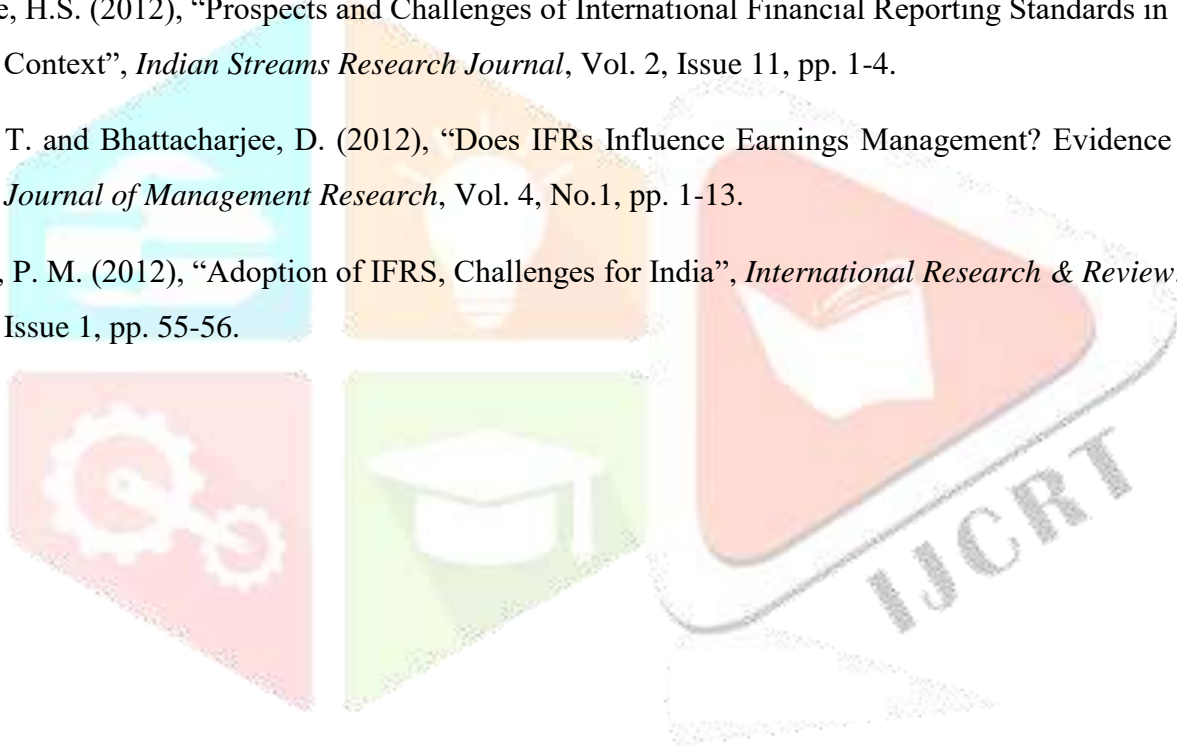 e, H.S. (2012), “Prospects and Challenges of International Financial Reporting Standards in
Context”, Indian Streams Research Journal, Vol. 2, Issue 11, pp. 1-4.
T. and Bhattacharjee, D. (2012), “Does IFRs Influence Earnings Management? Evidence
Journal of Management Research, Vol. 4, No.1, pp. 1-13.
, P. M. (2012), “Adoption of IFRS, Challenges for India”, International Research & Review
Issue 1, pp. 55-56.
IJCRT